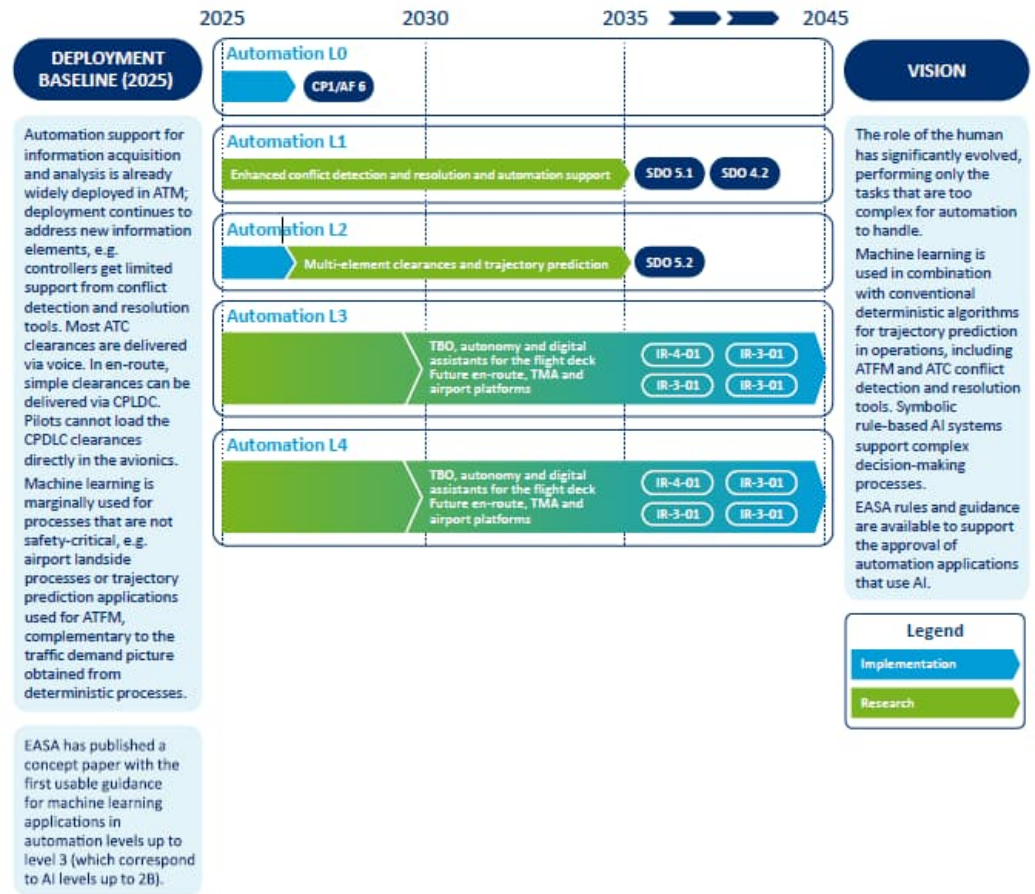 2025
2030
2035
2045
DEPLOYMENT
BASELINE (2025)
Automation support for
information acquisition
and analysis is already
widely deployed in ATM;
deployment continues to
address new information
elements, e.g.
controllers get limited
support from conflict
detection and resolution
tools. Most ATC
clearances are delivered
via voice. In en-route,
simple clearances can be
delivered via CPLDC.
Pilots cannot load the
CPDLC clearances
directly in the avionics.
Machine learning is
marginally used for
processes that are not
safety-critical, e.g.
airport landside
processes or trajectory
prediction applications
used for ATFM,
complementary to the
traffic demand picture
obtained from
deterministic processes.
EASA has published a
concept paper with the
first usable guidance
for machine learning
applications in
automation levels up to
level 3 (which correspond
to AI levels up to 2B).
Automation L0
CP1/AF 6
Automation L1
Enhanced conflict detection and resolution and automation support
SDO 5.1
SDO 4.2
Automation L2
Multi-element clearances and trajectory prediction
SDO 5.2
Automation L3
TBO, autonomy and digital
assistants for the flight deck
Future en-route, TMA and
airport platforms
IR-4-01
IR-3-01
IR-3-01
IR-3-01
Automation L4
TBO, autonomy and digital
assistants for the flight deck
Future en-route, TMA and
airport platforms
IR-4-01
IR-3-01
IR-3-01
IR-3-01
VISION
The role of the human
has significantly evolved,
performing only the
tasks that are too
complex for automation
to handle.
Machine learning is
used in combination
with conventional
deterministic algorithms
for trajectory prediction
in operations, including
ATFM and ATC conflict
detection and resolution
tools. Symbolic
rule-based AI systems
support complex
decision-making
processes.
EASA rules and guidance
are available to support
the approval of
automation applications
that use AI.
Legend
Implementation
Research